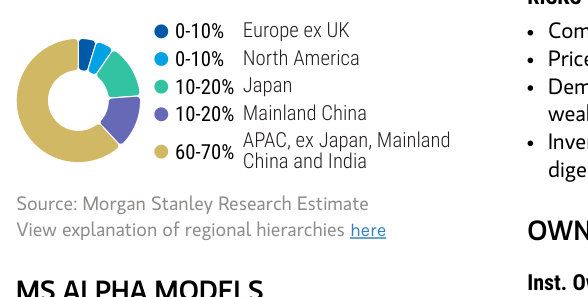 0-10% Europe ex UK
0-10% North America
10-20% Japan
10-20% Mainland China
60-70% APAC, ex Japan, Mainland
China and India
Source: Morgan Stanley Research Estimate
View explanation of regional hierarchies here
MS ALPHA MODELS
• Com
• Price
• Dem
weal
• Inve
dige
OWN
Inst. Ow